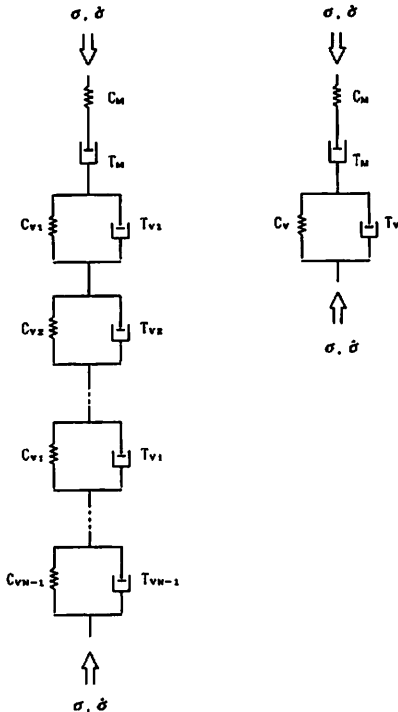 σ, σ̇
C_M
T_M
C_V1
T_V1
C_V2
T_V2
C_Vi
T_Vi
C_VN-1
T_VN-1
σ, σ̇
σ, σ̇
C_M
T_M
C_V
T_V
σ, σ̇